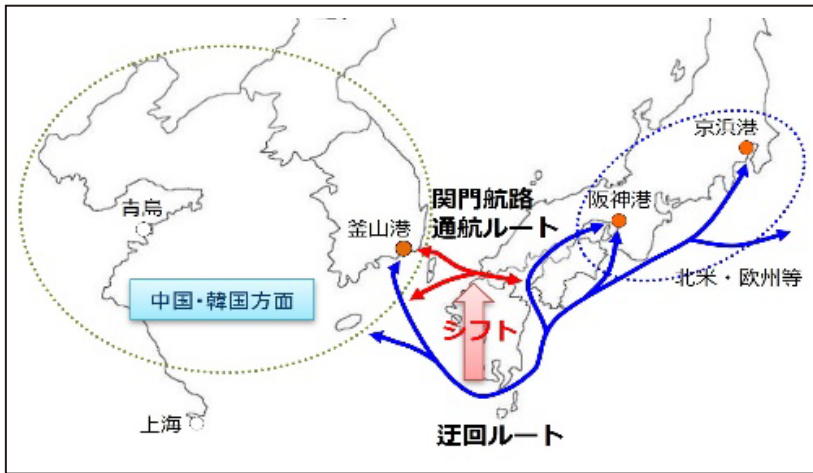 京浜港
阪神港
関門航路
通航ルート
青島
釜山港
北米・欧州等
中国・韓国方面
シフト
上海
迂回ルート